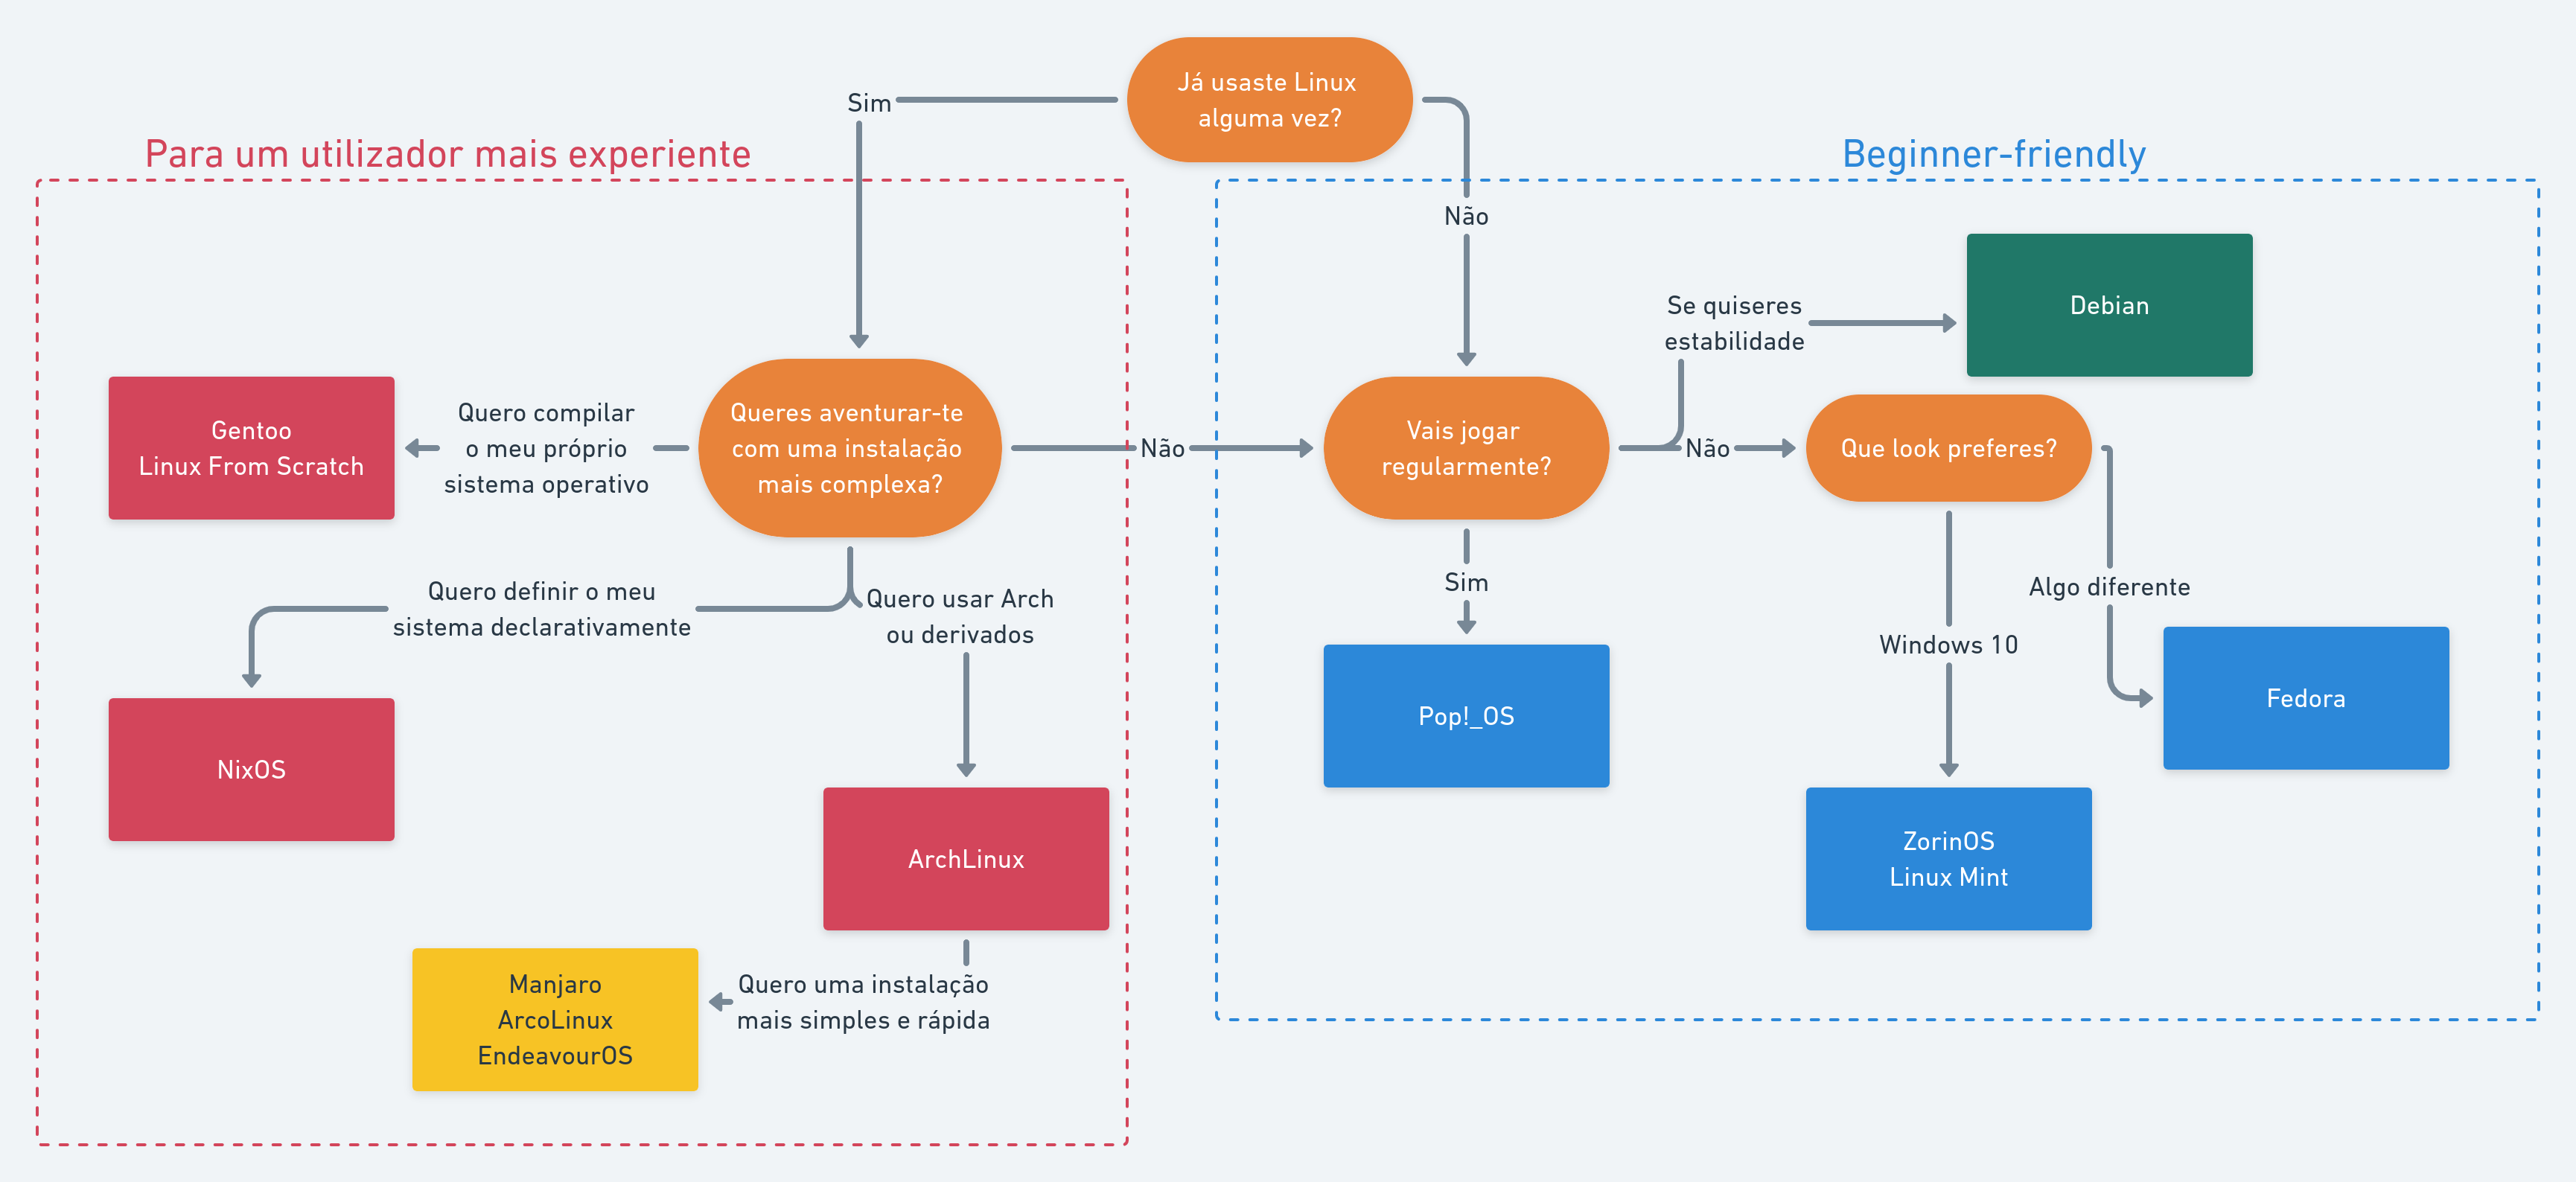 Já usaste Linux
alguma vez?
Sim
Não
Para um utilizador mais experiente
Queres aventurar-te
com uma instalação
mais complexa?
Quero compilar
o meu próprio
sistema operativo
Gentoo
Linux From Scratch
Quero definir o meu
sistema declarativamente
NixOS
Quero usar Arch
ou derivados
ArchLinux
Quero uma instalação
mais simples e rápida
Manjaro
ArcoLinux
EndeavourOS
Não
Beginner-friendly
Vais jogar
regularmente?
Sim
Pop!_OS
Se quiseres
estabilidade
Debian
Não
Que look preferes?
Windows 10
ZorinOS
Linux Mint
Algo diferente
Fedora